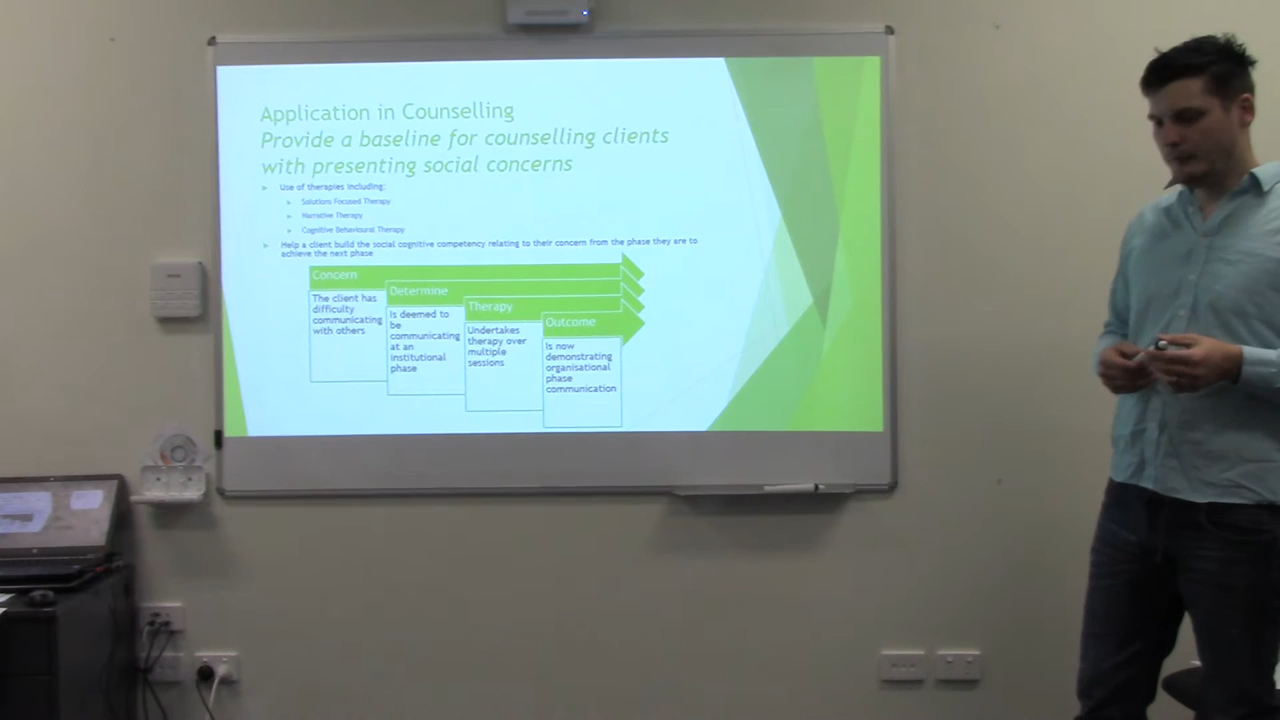 Application in Counselling
Provide a baseline for counselling clients
with presenting social concerns
Use of therapies including:
Solutions Focused Therapy
Narrative Therapy
Cognitive Behavioural Therapy
Help a client build the social cognitive competency relating to their concern from the phase they are to
achieve the next phase
Concern
The client has
difficulty
communicating
with others
Determine
Is deemed to
be
communicating
at an
institutional
phase
Therapy
Undertakes
therapy over
multiple
sessions
Outcome
Is now
demonstrating
organisational
phase
communication